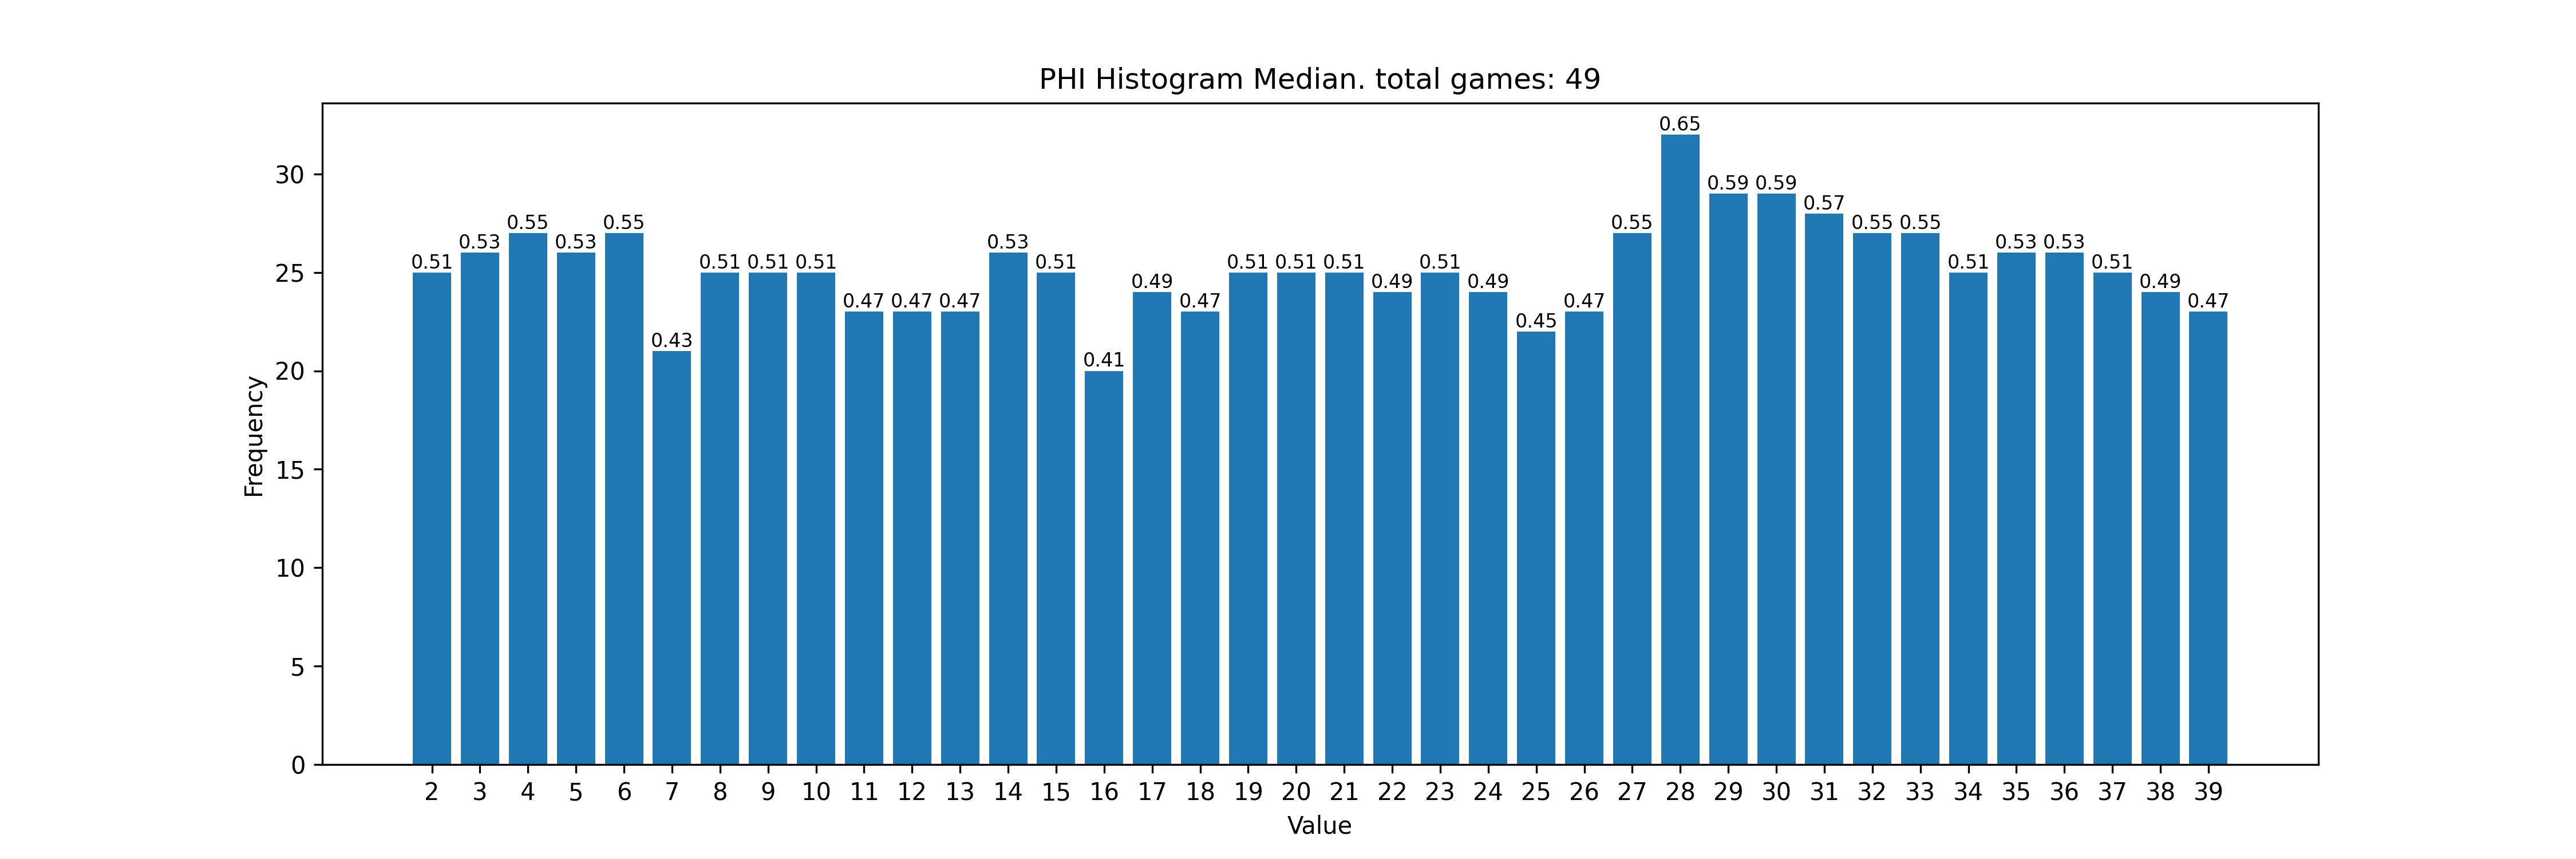 PHI Histogram Median. total games: 49
0.51 0.53 0.55 0.53 0.55 0.43 0.51 0.51 0.51 0.47 0.47 0.47 0.53 0.51 0.41 0.49 0.47 0.51 0.51 0.51 0.49 0.51 0.49 0.45 0.47 0.55 0.65 0.59 0.59 0.57 0.55 0.55 0.51 0.53 0.53 0.51 0.49 0.47
Frequency
30
25
20
15
10
5
0
2 3 4 5 6 7 8 9 10 11 12 13 14 15 16 17 18 19 20 21 22 23 24 25 26 27 28 29 30 31 32 33 34 35 36 37 38 39
Value